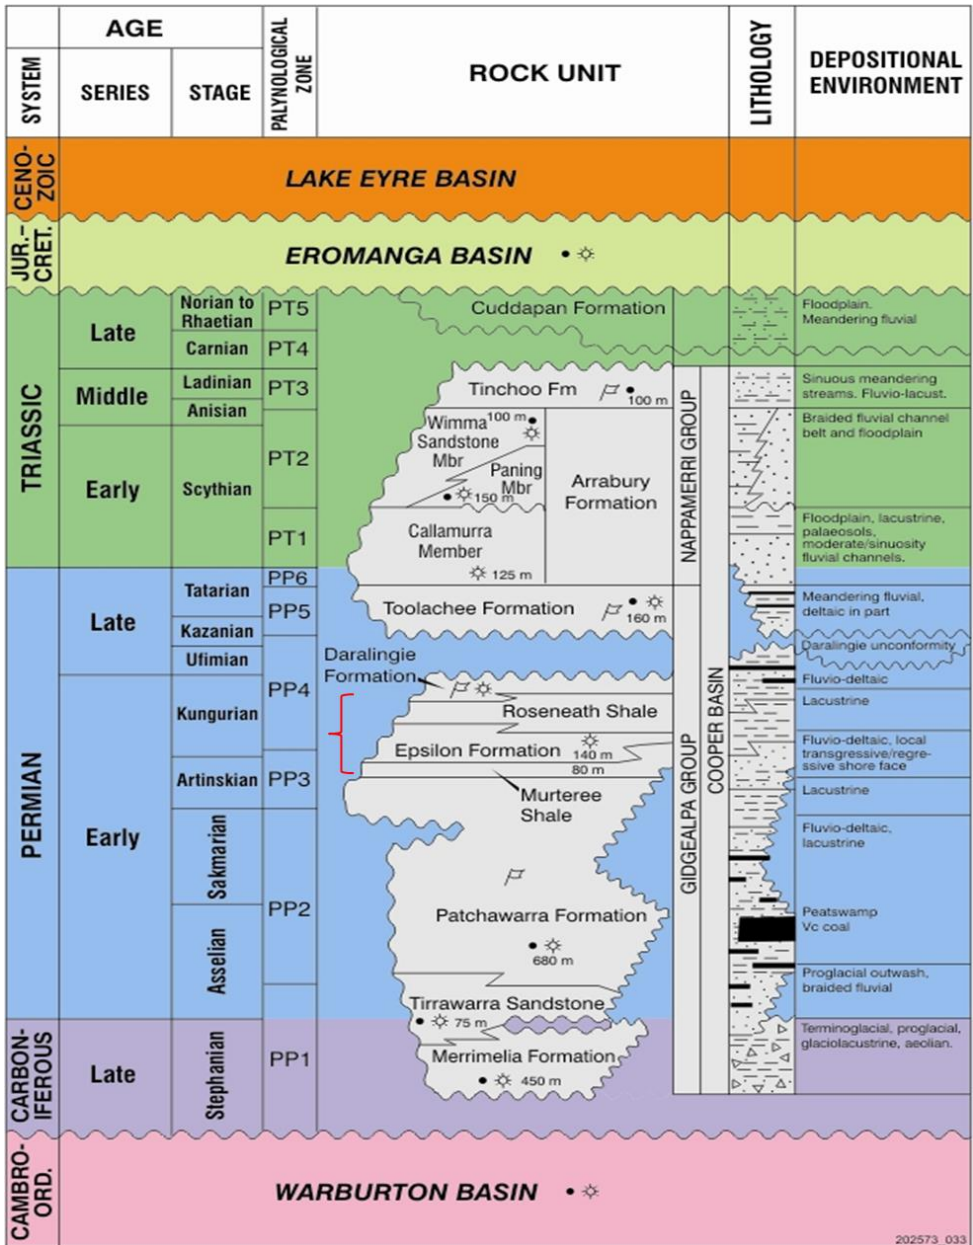 AGE
SYSTEM
SERIES
STAGE
PALYNOLOGICAL
ZONE
ROCK UNIT
LITHOLOGY
DEPOSITIONAL
ENVIRONMENT
CENO-
ZOIC
LAKE EYRE BASIN
JUR.–
CRET.
EROMANGA BASIN
TRIASSIC
Late
Norian to
Rhaetian
PT5
Cuddapan Formation
Floodplain.
Meandering fluvial
Carnian
PT4
Middle
Ladinian
PT3
Tinchoo Fm
100 m
Sinuous meandering
streams. Fluvio-lacust.
Anisian
Early
Scythian
PT2
Wimma
Sandstone
Mbr
100 m
Paning
Mbr
150 m
Arrabury
Formation
Braided fluvial channel
belt and floodplain
PT1
Callamurra
Member
125 m
Floodplain, lacustrine,
palaeosols,
moderate/sinuosity
fluvial channels.
NAPPAMERRI GROUP
PERMIAN
Late
Tatarian
PP6
PP5
Toolachee Formation
160 m
Meandering fluvial,
deltaic in part
Kazanian
Ufimian
Daralingie unconformity
Early
PP4
Daralingie
Formation
Fluvio-deltaic
Kungurian
Roseneath Shale
Lacustrine
Epsilon Formation
140 m
80 m
Fluvio-deltaic, local
transgressive/regre-
ssive shore face
Artinskian
PP3
Murteree
Shale
Lacustrine
Sakmarian
Fluvio-deltaic,
lacustrine
PP2
Asselian
Patchawarra Formation
680 m
Peatswamp
Vc coal
Tirrawarra Sandstone
75 m
Proglacial outwash,
braided fluvial
GIDGEALPA GROUP
COOPER BASIN
CARBON-
IFEROUS
Late
Stephanian
PP1
Merrimelia Formation
450 m
Terminoglacial, proglacial,
glaciolacustrine, aeolian.
CAMBRO-
ORD.
WARBURTON BASIN
202573_033